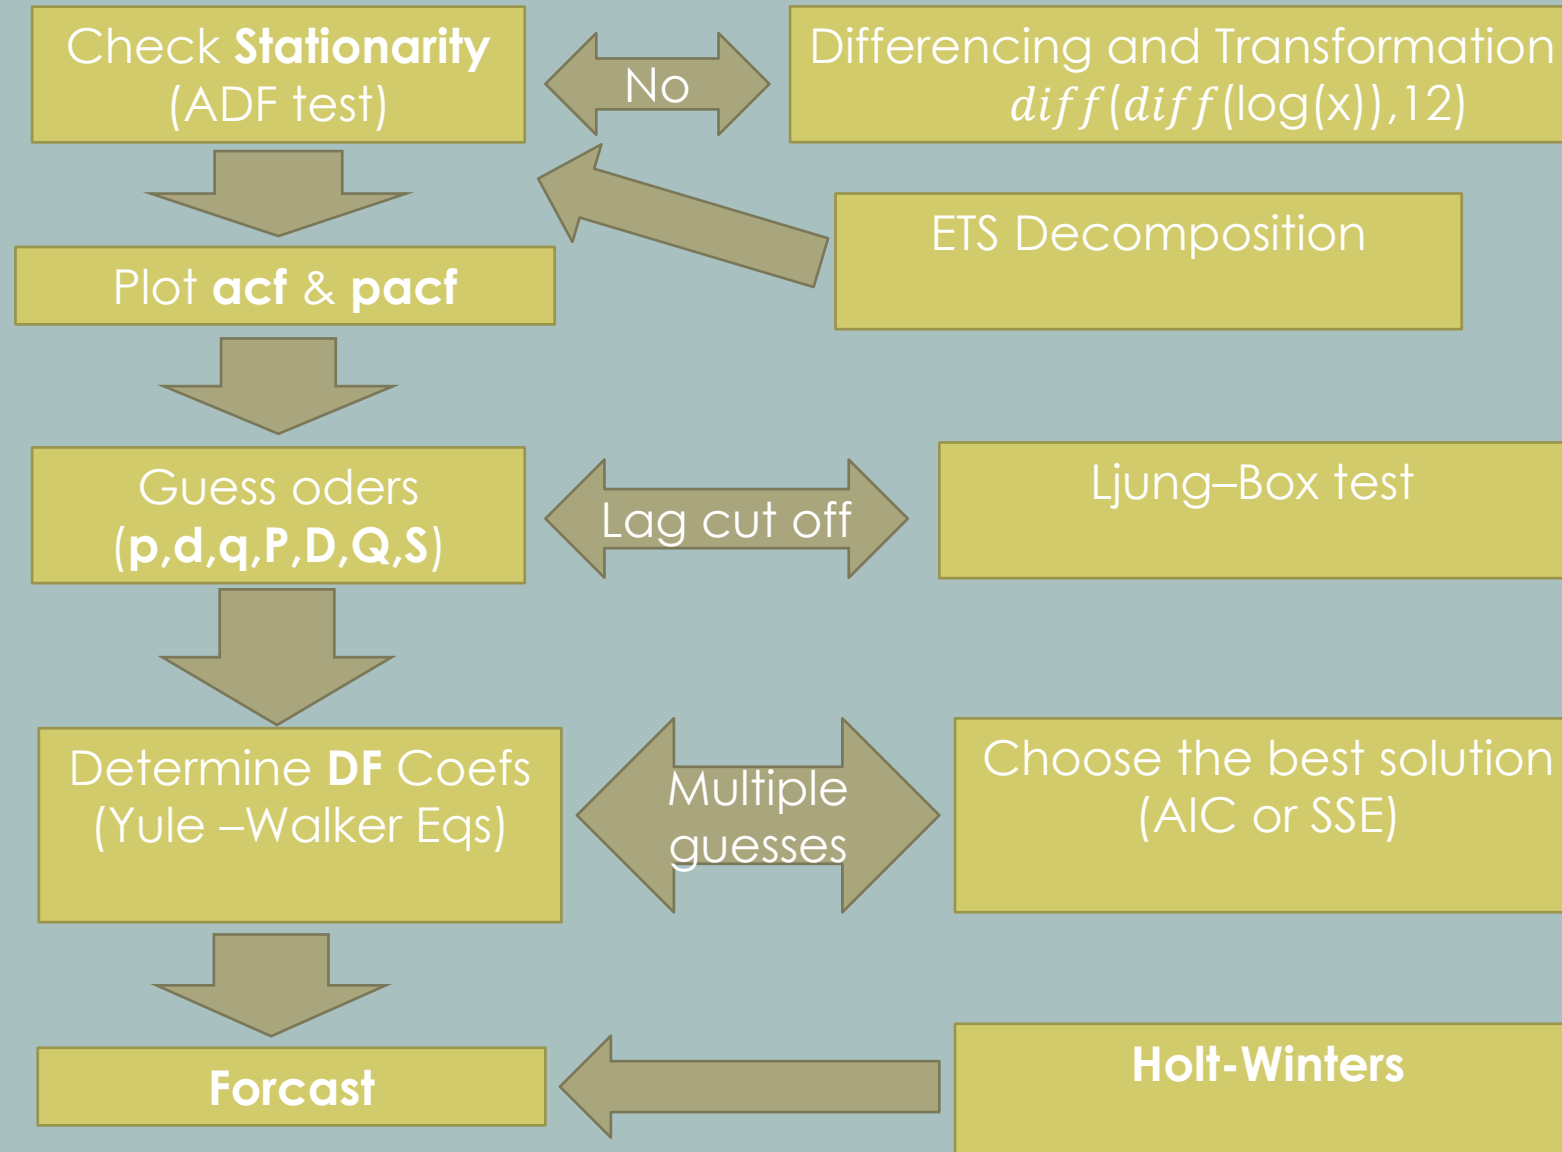 Check Stationarity
(ADF test)
No
Differencing and Transformation
diff(diff(log(x)),12)
ETS Decomposition
Plot acf & pacf
Guess oders
(p,d,q,P,D,Q,S)
Lag cut off
Ljung–Box test
Determine DF Coefs
(Yule –Walker Eqs)
Multiple
guesses
Choose the best solution
(AIC or SSE)
Forcast
Holt-Winters